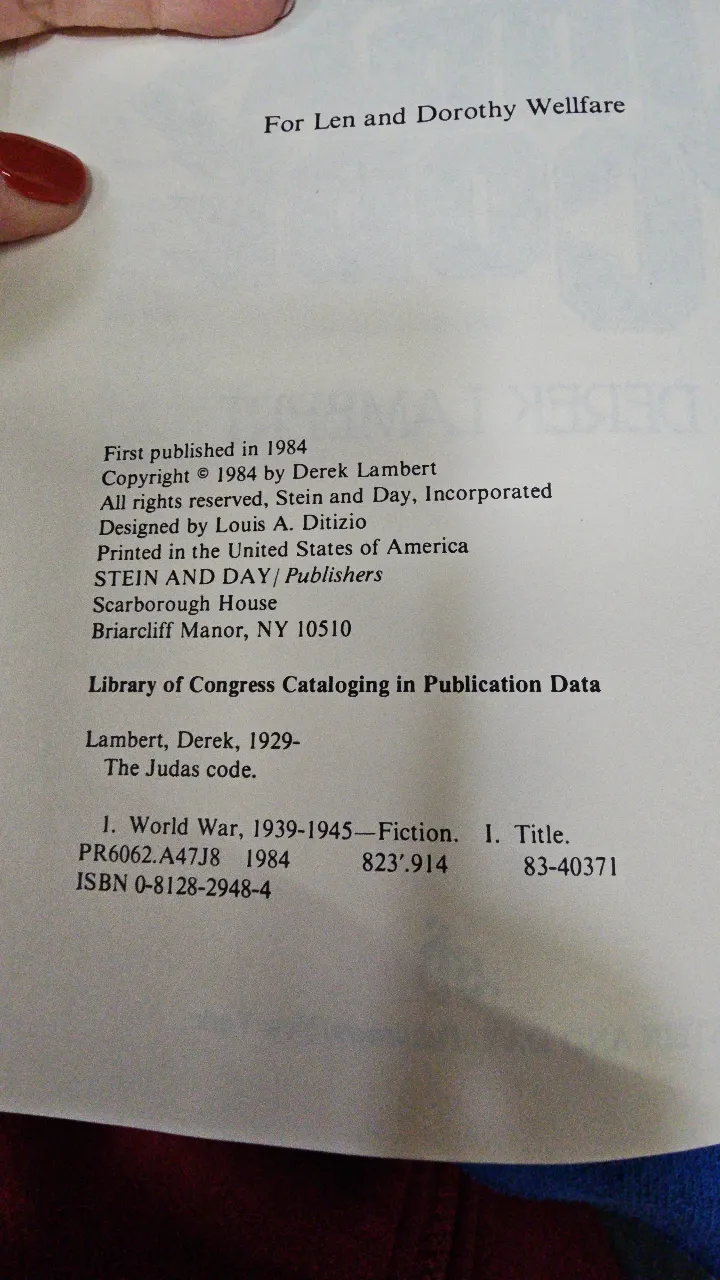 For Len and Dorothy Wellfare
DEREK LAMBERT
First published in 1984
Copyright © 1984 by Derek Lambert
All rights reserved, Stein and Day, Incorporated
Designed by Louis A. Ditizio
Printed in the United States of America
STEIN AND DAY/Publishers
Scarborough House
Briarcliff Manor, NY 10510
Library of Congress Cataloging in Publication Data
Lambert, Derek, 1929-
The Judas code.
1. World War, 1939-1945—Fiction. I. Title.
PR6062.A47J8 1984 823'.914 83-40371
ISBN 0-8128-2948-4